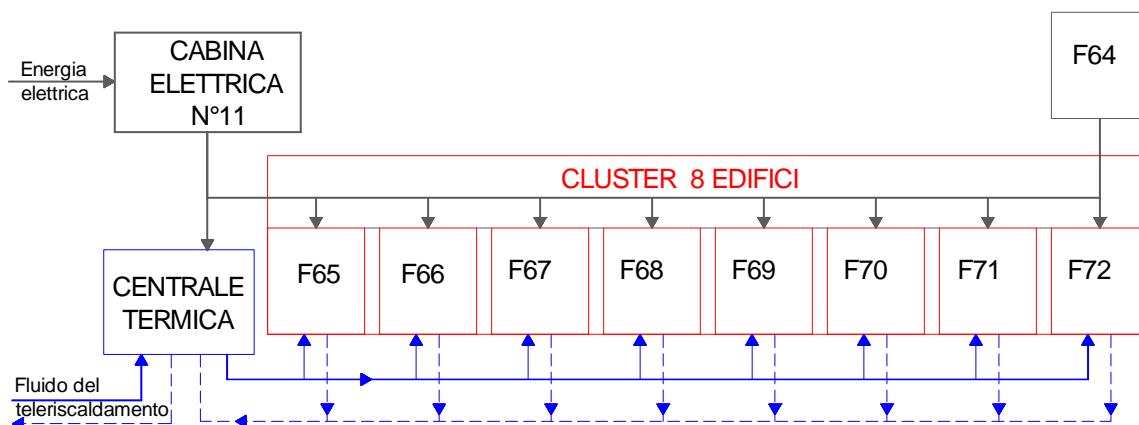 CABINA
ELETTRICA
N°11
Energia
elettrica
F64
CLUSTER 8 EDIFICI
F65
F66
F67
F68
F69
F70
F71
F72
CENTRALE
TERMICA
Fluido del
teleriscaldamento